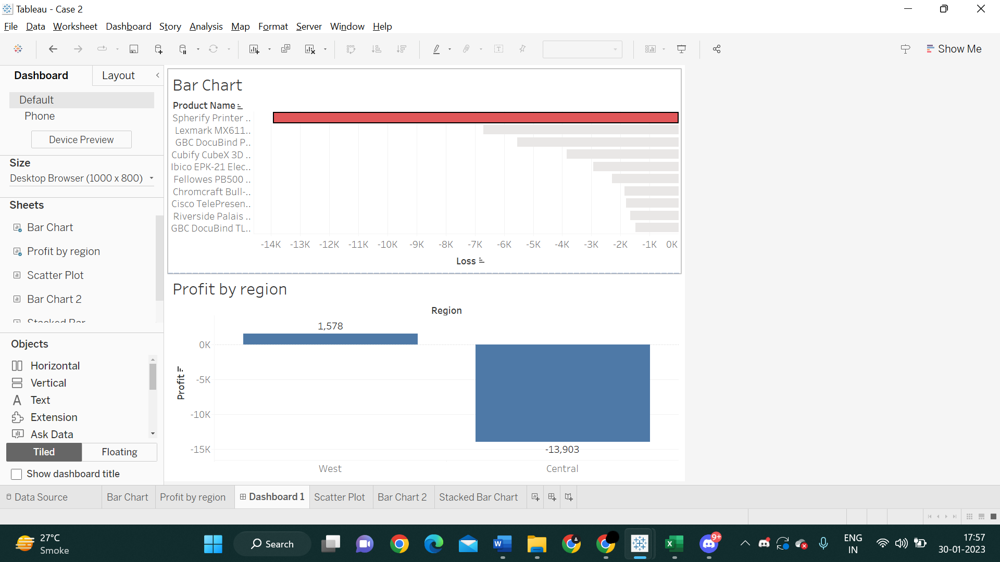 Tableau - Case 2
File Data Worksheet Dashboard Story Analysis Map Format Server Window Help
Show Me
Dashboard Layout
Default
Phone
Device Preview
Size
Desktop Browser (1000 x 800)
Sheets
Bar Chart
Profit by region
Scatter Plot
Bar Chart 2
Stacked Bar
Objects
Horizontal
Vertical
Text
Extension
Ask Data
Tiled Floating
Show dashboard title
Bar Chart
Product Name
Spherify Printer ..
Lexmark MX611..
GBC DocuBind P..
Cubify CubeX 3D ..
Ibico EPK-21 Elec..
Fellowes PB500 ..
Chromcraft Bull-..
Cisco TelePresen..
Riverside Palais ..
GBC DocuBind TL..
-14K -13K -12K -11K -10K -9K -8K -7K -6K -5K -4K -3K -2K -1K 0K
Loss
Profit by region
Region
1,578
0K
-5K
-10K
-15K
Profit
-13,903
West Central
Data Source Bar Chart Profit by region Dashboard 1 Scatter Plot Bar Chart 2 Stacked Bar Chart
27°C
Smoke
Search
9+
ENG
IN
17:57
30-01-2023